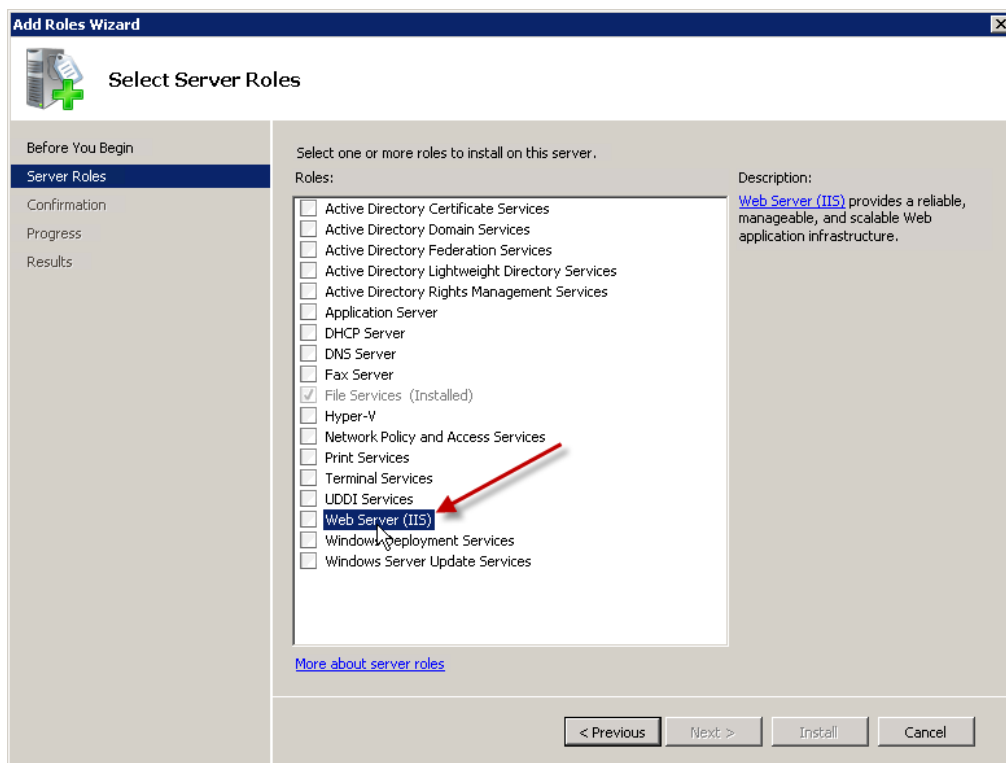 Add Roles Wizard
Select Server Roles
Before You Begin
Server Roles
Confirmation
Progress
Results
Select one or more roles to install on this server.
Roles:
Active Directory Certificate Services
Active Directory Domain Services
Active Directory Federation Services
Active Directory Lightweight Directory Services
Active Directory Rights Management Services
Application Server
DHCP Server
DNS Server
Fax Server
File Services (Installed)
Hyper-V
Network Policy and Access Services
Print Services
Terminal Services
UDDI Services
Web Server (IIS)
Windows Deployment Services
Windows Server Update Services
More about server roles
Description:
Web Server (IIS) provides a reliable,
manageable, and scalable Web
application infrastructure.
< Previous
Next >
Install
Cancel